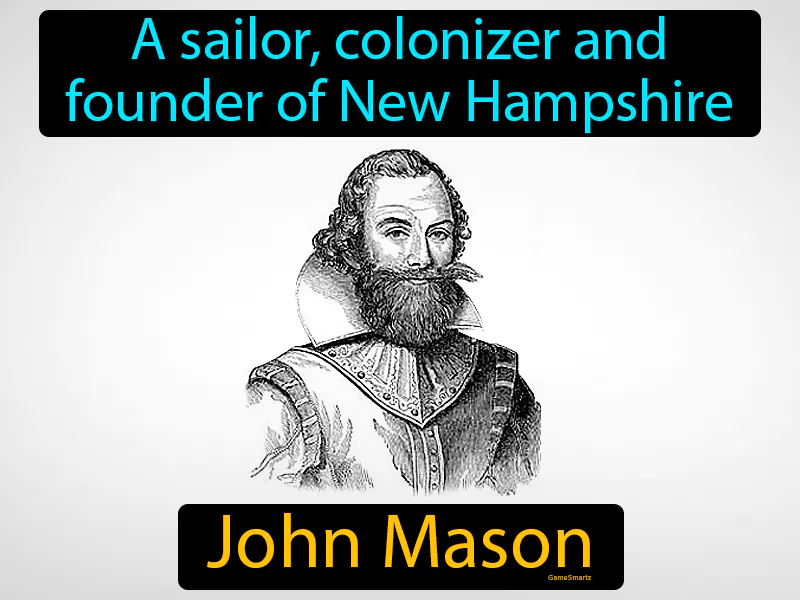 A sailor, colonizer and
founder of New Hampshire
John Mason
GameSmartz